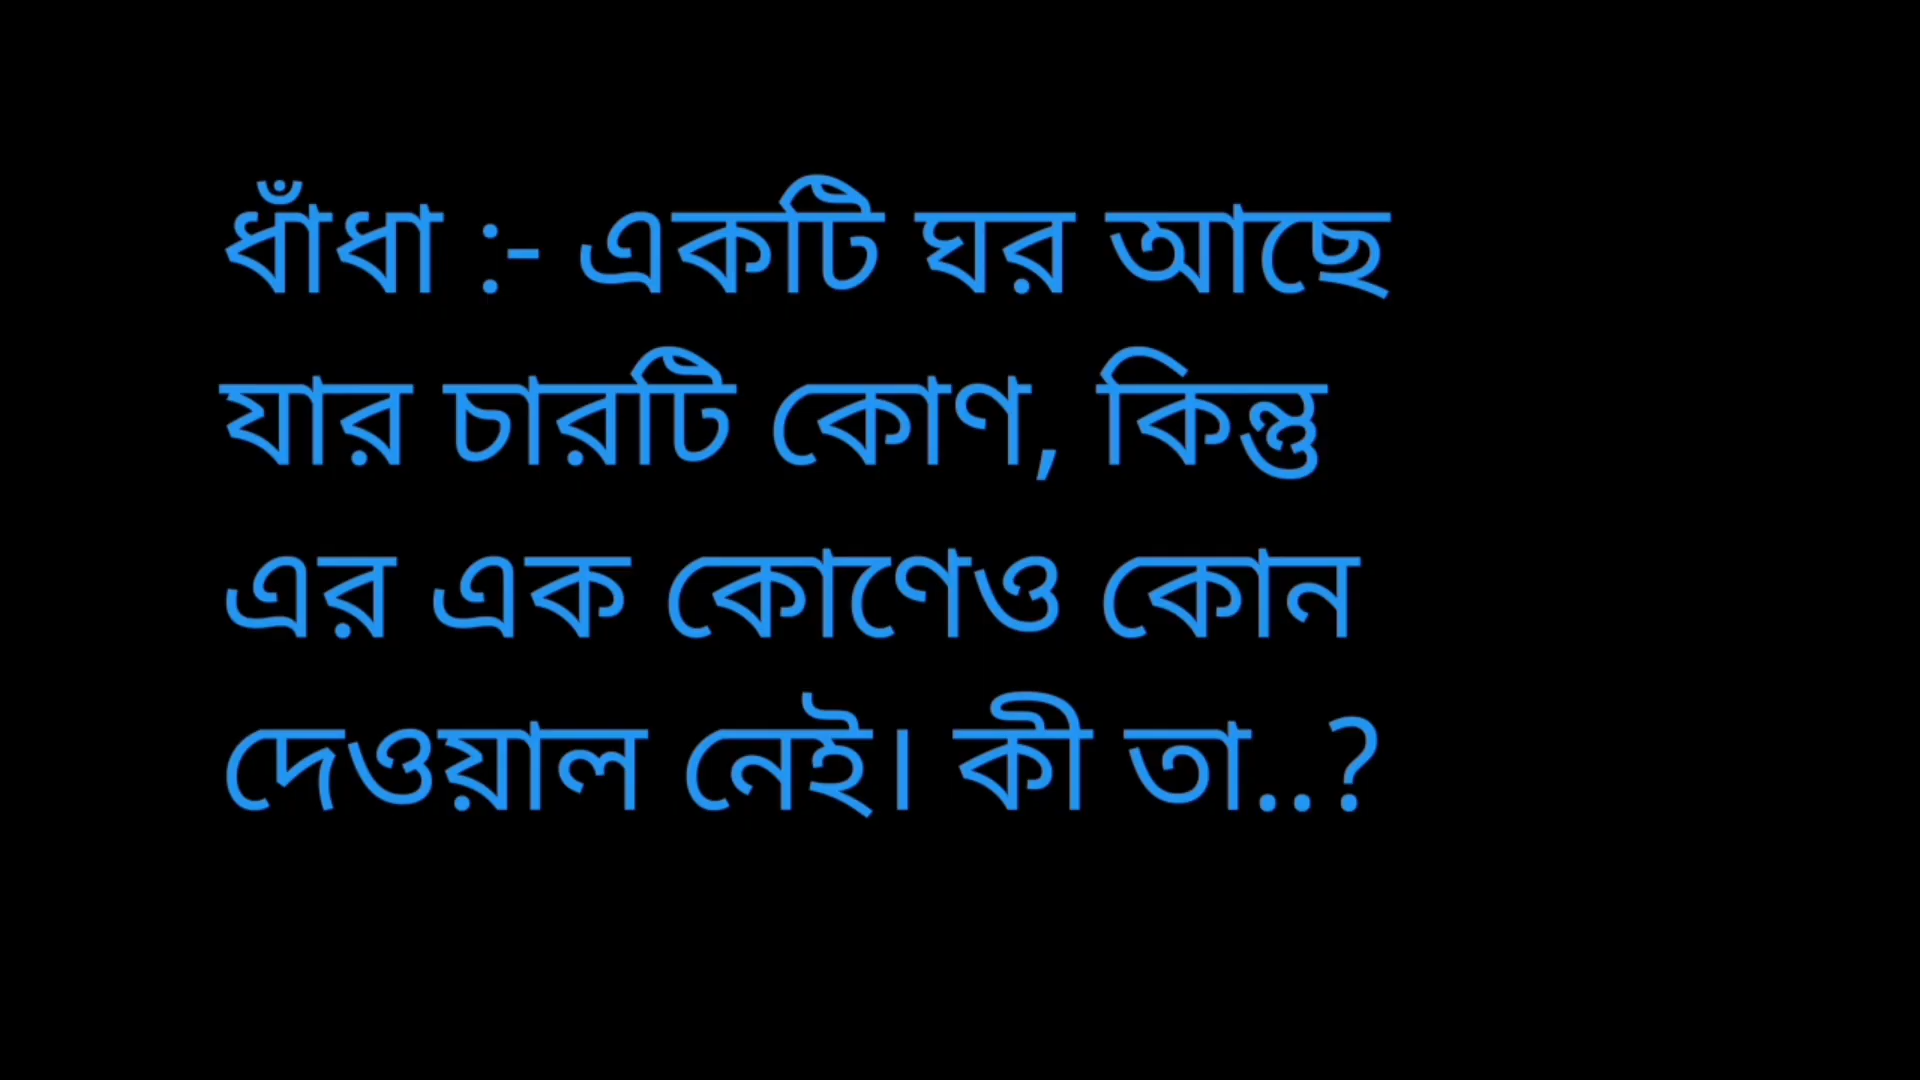 ধাঁধা :- একটি ঘর আছে
যার চারটি কোণ, কিন্তু
এর এক কোণেও কোন
দেওয়াল নেই। কী তা..?